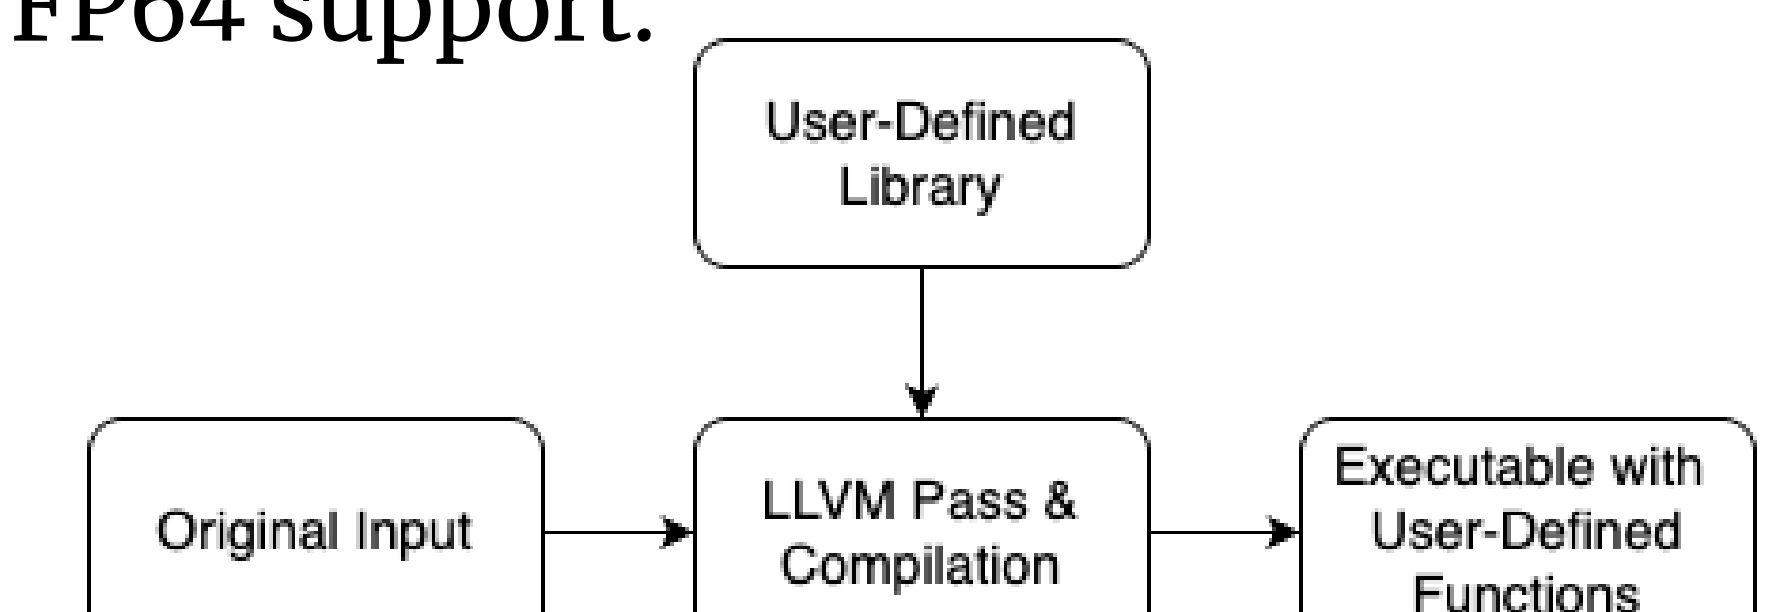 FP64 support.
User-Defined
Library
Original Input
LLVM Pass &
Compilation
Executable with
User-Defined
Functions